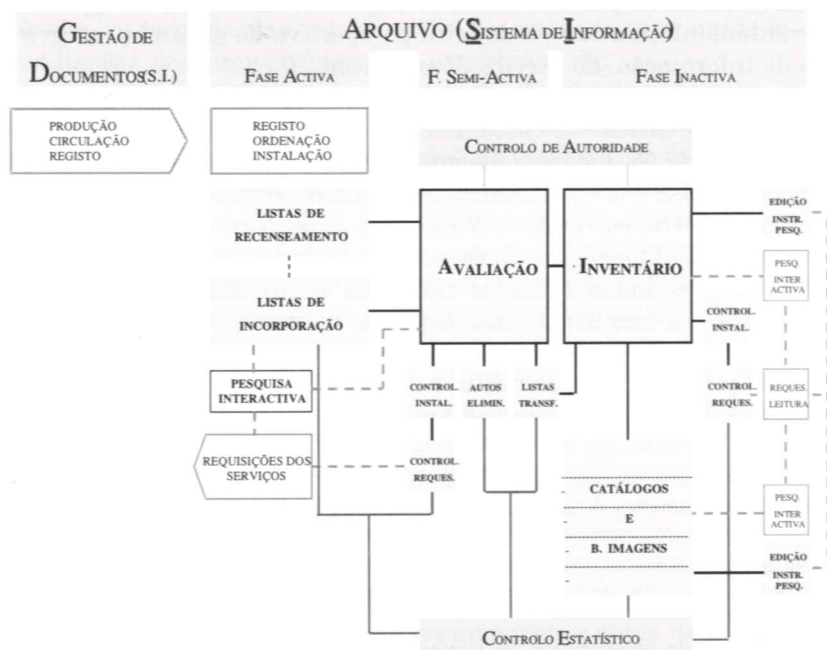 GESTÃO DE
DOCUMENTOS(S.I.)
ARQUIVO (SISTEMA DE INFORMAÇÃO)
FASE ACTIVA
F. SEMI-ACTIVA
FASE INACTIVA
PRODUÇÃO
CIRCULAÇÃO
REGISTO
REGISTO
ORDENAÇÃO
INSTALAÇÃO
CONTROLO DE AUTORIDADE
LISTAS DE
RECENSEAMENTO
LISTAS DE
INCORPORAÇÃO
PESQUISA
INTERACTIVA
REQUISIÇÕES DOS
SERVIÇOS
AVALIAÇÃO
INVENTÁRIO
CONTROL.
INSTAL.
AUTOS
ELIMIN.
LISTAS
TRANSF.
CONTROL.
REQUES.
CATÁLOGOS
E
B. IMAGENS
CONTROL.
INSTAL.
CONTROL.
REQUES.
EDIÇÃO
INSTR.
PESQ.
PESQ.
INTER
ACTIVA
REQUES.
LEITURA
PESQ.
INTER
ACTIVA
EDIÇÃO
INSTR.
PESQ.
CONTROLO ESTATÍSTICO